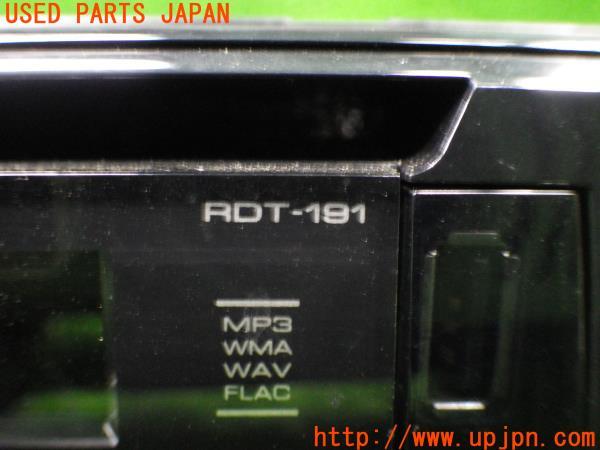 USED PARTS JAPAN
RDT-191
MP3
WMA
WAV
FLAC
http://www.upjpn.com